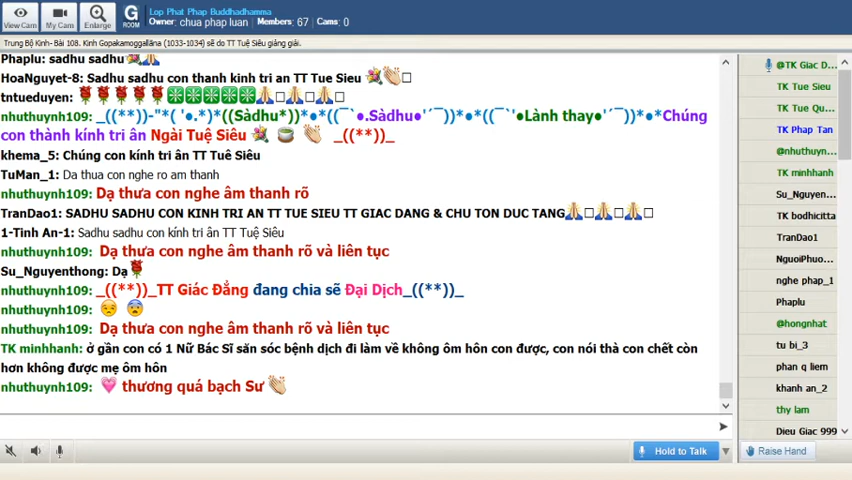 View Cam
My Cam
Enlarge
G
ROOM
Lop Phat Phap Buddhadhamma
Owner: chua phap luan Members: 67 Cams: 0
Trung Bộ Kinh- Bài 108. Kinh Gopakamoggallāna (1033-1034) sẽ do TT Tuệ Siêu giảng giải.
Phaplu: sadhu sadhu💐🙏
HoaNguyet-8: Sadhu sadhu con thanh kinh tri an TT Tue Sieu 💐👏🏼□
tntueduyen: 🌹🌹🌹🌹🌹❇❇❇❇❇🙏□🙏□🙏□
nhuthuynh109: _((**))-"*( '●.*)*((Sàdhu*))*●*((¯`'●.Sàdhu●'´¯))*●*((¯`'●Lành thay●'´¯))*●*Chúng
con thành kính tri ân Ngài Tuệ Siêu 💐 🍵 👏🏼 _((**))_
khema_5: Chúng con kính tri ân TT Tuê Siêu
TuMan_1: Da thua con nghe ro am thanh
nhuthuynh109: Dạ thưa con nghe âm thanh rõ
TranDao1: SADHU SADHU CON KINH TRI AN TT TUE SIEU TT GIAC DANG & CHU TON DUC TANG🙏□🙏□🙏□
1-Tinh An-1: Sadhu sadhu con kính tri ân TT Tuệ Siêu
nhuthuynh109: Dạ thưa con nghe âm thanh rõ và liên tục
Su_Nguyenthong: Dạ🌹
nhuthuynh109: _((**))_TT Giác Đẳng đang chia sẽ Đại Dịch_((**))_
nhuthuynh109: 😒 😨
nhuthuynh109: Dạ thưa con nghe âm thanh rõ và liên tục
TK minhhanh: ở gần con có 1 Nữ Bác Sĩ săn sóc bệnh dịch đi làm về không ôm hôn con được, con nói thà con chết còn
hơn không được mẹ ôm hôn
nhuthuynh109: 💗 thương quá bạch Sư 👏🏼
@TK Giac D...
TK Tue Sieu
TK Tue Qu...
TK Phap Tan
@nhuthuyn...
TK minhhanh
Su_Nguyen...
TK bodhicitta
TranDao1
NguoiPhuo...
nghe phap_1
Phaplu
@hongnhat
tu bi_3
phan q liem
khanh an_2
thy lam
Dieu Giac 999
Hold to Talk
Raise Hand